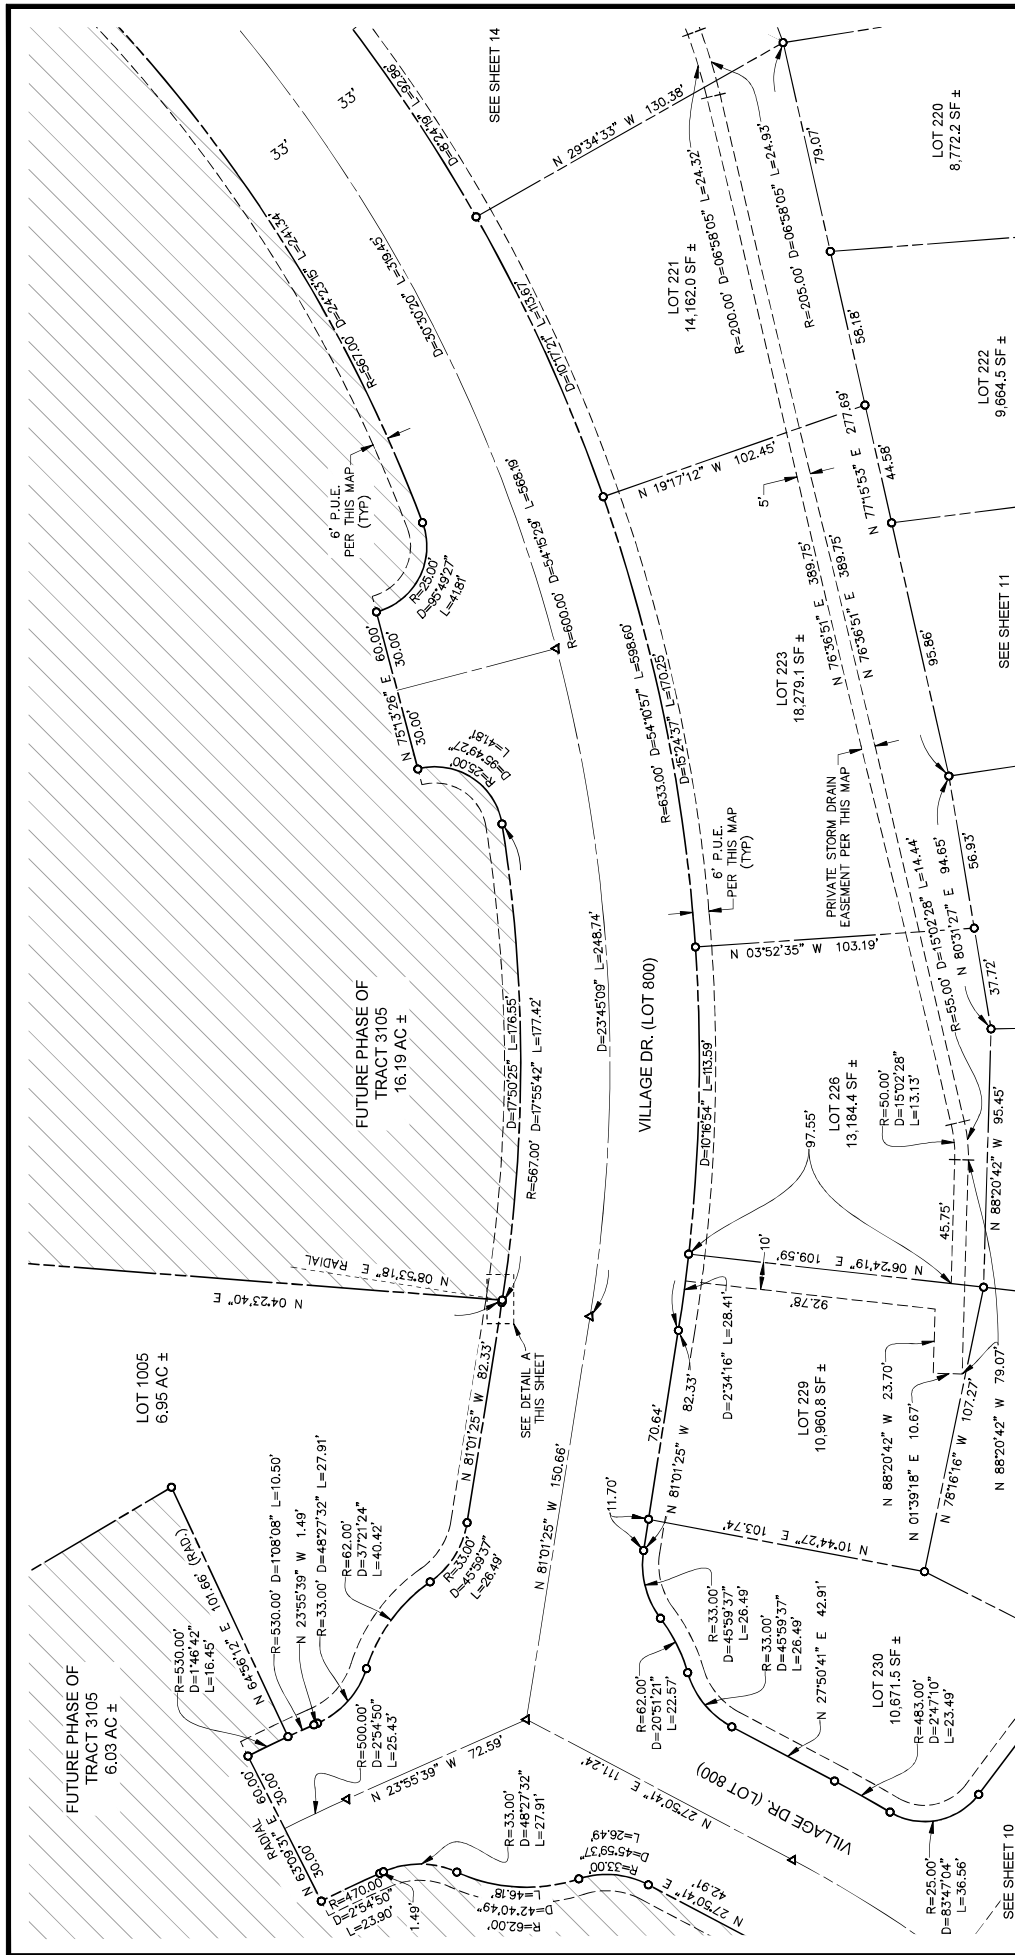 SEE SHEET 14
33'
33'
D=8°24'19" L=92.86'
N 29°34'33" W 130.38'
R=200.00' D=06°58'05" L=24.32'
R=205.00' D=06°58'05" L=24.93'
79.07'
LOT 220
8,772.2 SF ±
R=567.00' D=24°23'15" L=241.34'
D=30°30'20" L=319.45'
LOT 221
14,162.0 SF ±
58.18'
D=10°17'21" L=113.67'
LOT 222
9,664.5 SF ±
6' P.U.E.
PER THIS MAP
(TYP)
N 19°17'12" W 102.45'
N 77°15'53" E 277.69'
44.58'
5'
R=25.00'
D=95°49'27"
L=41.81'
R=600.00' D=54°15'29" L=568.19'
N 76°36'51" E 389.75'
N 76°36'51" E 389.75'
N 75°13'26" E 60.00'
30.00'
30.00'
LOT 223
18,279.1 SF ±
95.86'
SEE SHEET 11
R=25.00'
D=95°49'27"
L=41.81'
R=633.00' D=54°10'57" L=598.60'
D=15°24'37" L=170.25'
6' P.U.E.
PER THIS MAP
(TYP)
PRIVATE STORM DRAIN
EASEMENT PER THIS MAP
N 80°31'27" E 94.65'
56.93'
R=55.00' D=15°02'28" L=14.44'
D=23°45'09" L=248.74'
N 03°52'35" W 103.19'
37.72'
FUTURE PHASE OF
TRACT 3105
16.19 AC ±
D=17°50'25" L=176.55'
R=567.00' D=17°55'42" L=177.42'
VILLAGE DR. (LOT 800)
D=10°16'54" L=113.59'
LOT 226
13,184.4 SF ±
97.55'
R=50.00'
D=15°02'28"
L=13.13'
N 88°20'42" W 95.45'
45.75'
N 08°53'18" E
RADIAL
N 04°23'40" E
N 06°24'19" E 109.59'
10'
92.78'
LOT 1005
6.95 AC ±
N 81°01'25" W 82.33'
SEE DETAIL A
THIS SHEET
D=2°34'16" L=28.41'
LOT 229
10,960.8 SF ±
N 88°20'42" W 23.70'
N 01°39'18" E 10.67'
N 78°16'16" W 107.27'
N 88°20'42" W 79.07'
70.64'
N 81°01'25" W 82.33'
11.70'
N 81°01'25" W 150.66'
N 10°44'27" E 103.74'
N 64°56'12" E 101.66' (RAD.)
R=530.00' D=1°08'08" L=10.50'
N 23°55'39" W 1.49'
R=33.00' D=48°27'32" L=27.91'
R=62.00'
D=37°21'24"
L=40.42'
R=33.00'
D=45°59'37"
L=26.49'
R=530.00'
D=1°46'42"
L=16.45'
FUTURE PHASE OF
TRACT 3105
6.03 AC ±
R=33.00'
D=45°59'37"
L=26.49'
R=62.00'
D=20°51'21"
L=22.57'
R=33.00'
D=45°59'37"
L=26.49'
N 27°50'41" E 42.91'
LOT 230
10,671.5 SF ±
R=483.00'
D=2°47'10"
L=23.49'
R=500.00'
D=2°54'50"
L=25.43'
N 23°55'39" W 72.59'
N 27°50'41" E 111.24'
VILLAGE DR. (LOT 800)
60.00'
30.00'
30.00'
RADIAL
N 63°09'31" E
R=33.00'
D=48°27'32"
L=27.91'
R=470.00'
D=2°54'50"
L=23.90'
1.49'
R=62.00'
D=42°40'49"
L=46.18'
R=33.00'
D=45°59'37"
L=26.49'
N 27°50'41" E
42.91'
R=25.00'
D=83°47'04"
L=36.56'
SEE SHEET 10